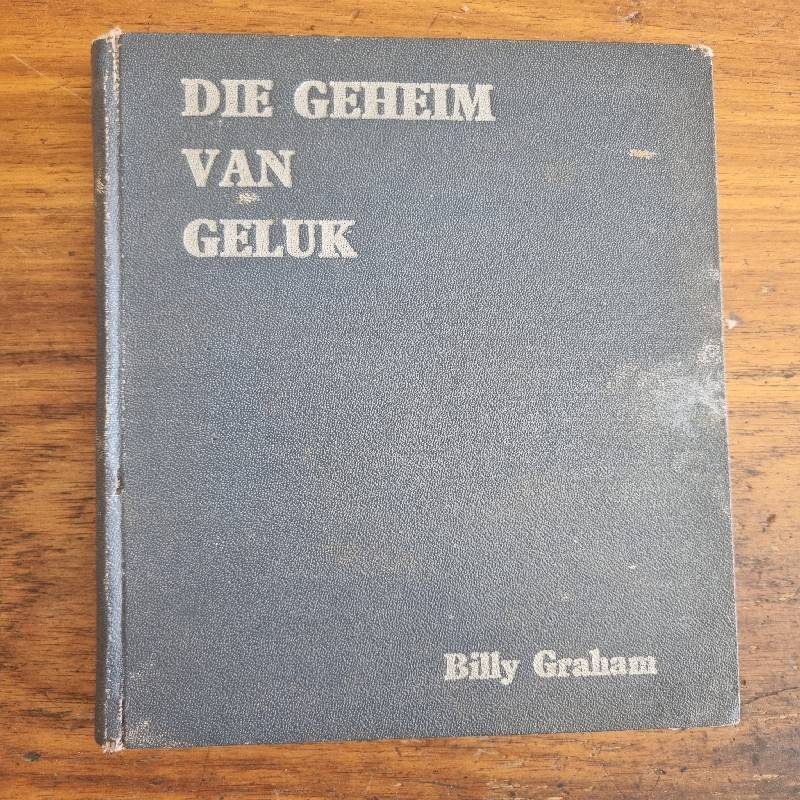 DIE GEHEIM
VAN
GELUK
Billy Graham